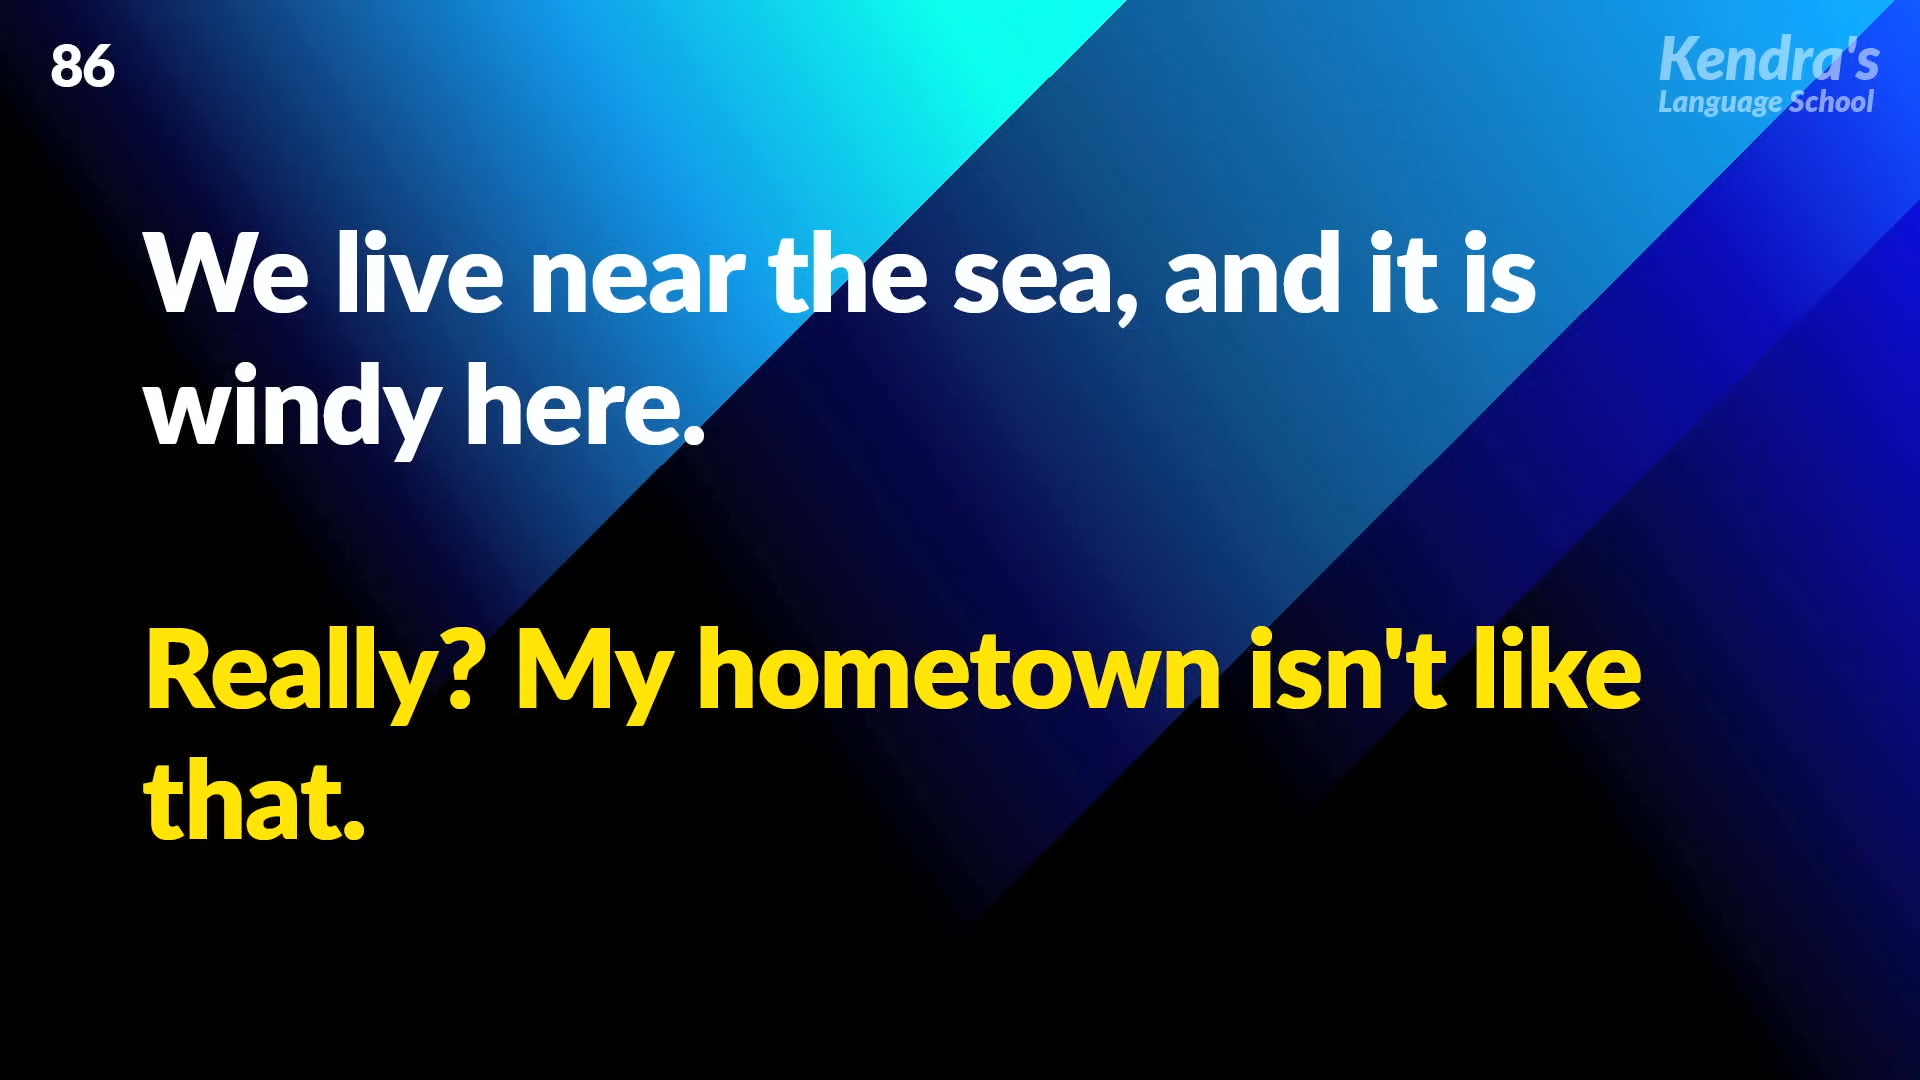 86
Kendra's
Language School
We live near the sea, and it is
windy here.
Really? My hometown isn't like
that.